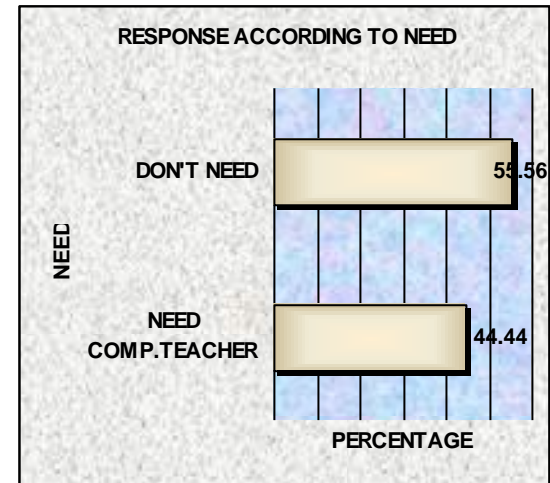 RESPONSE ACCORDING TO NEED
DON'T NEED
55.56
NEED
NEED
COMP.TEACHER
44.44
PERCENTAGE